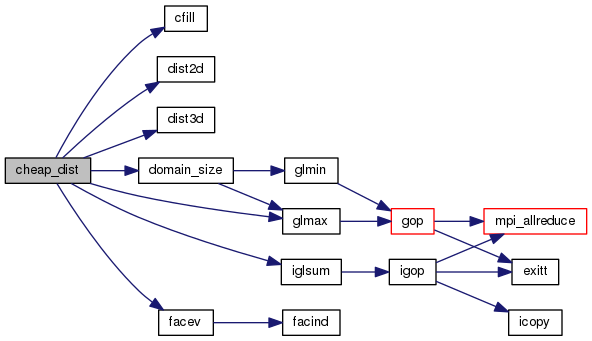 cfill
dist2d
dist3d
cheap_dist
domain_size
glmin
glmax
gop
mpi_allreduce
iglsum
igop
exitt
facev
facind
icopy